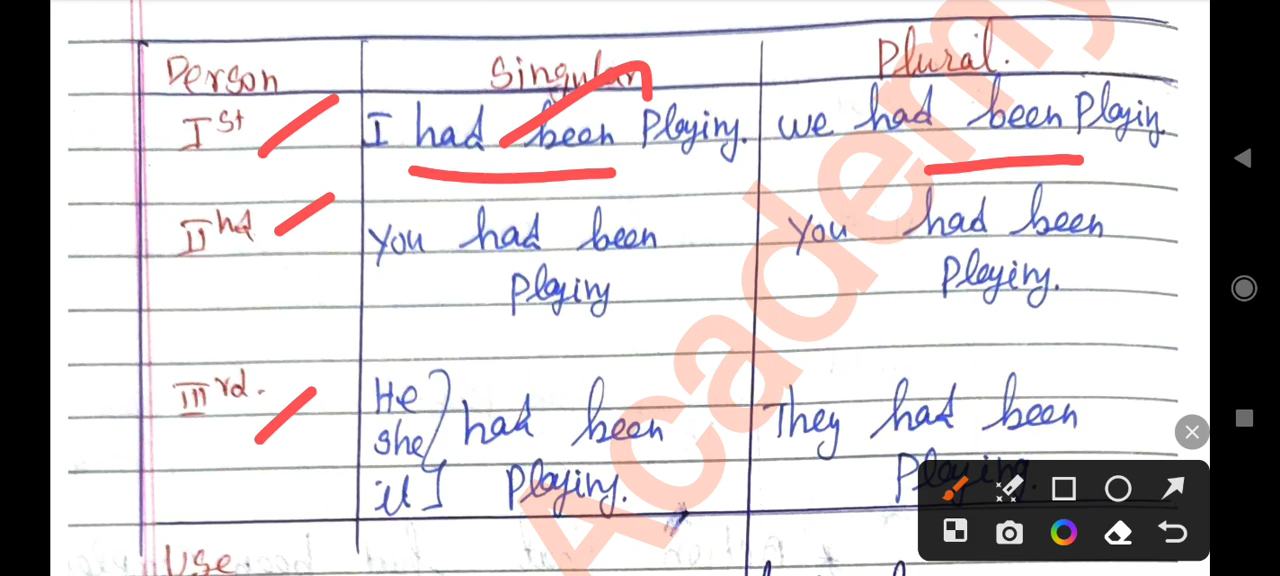 Person Singular Plural.
Ist I had been Playing. we had been Playing
IInd You had been Playing You had been Playing.
IIIrd. He She it had been Playing. They had been Playing.
Use
Academy